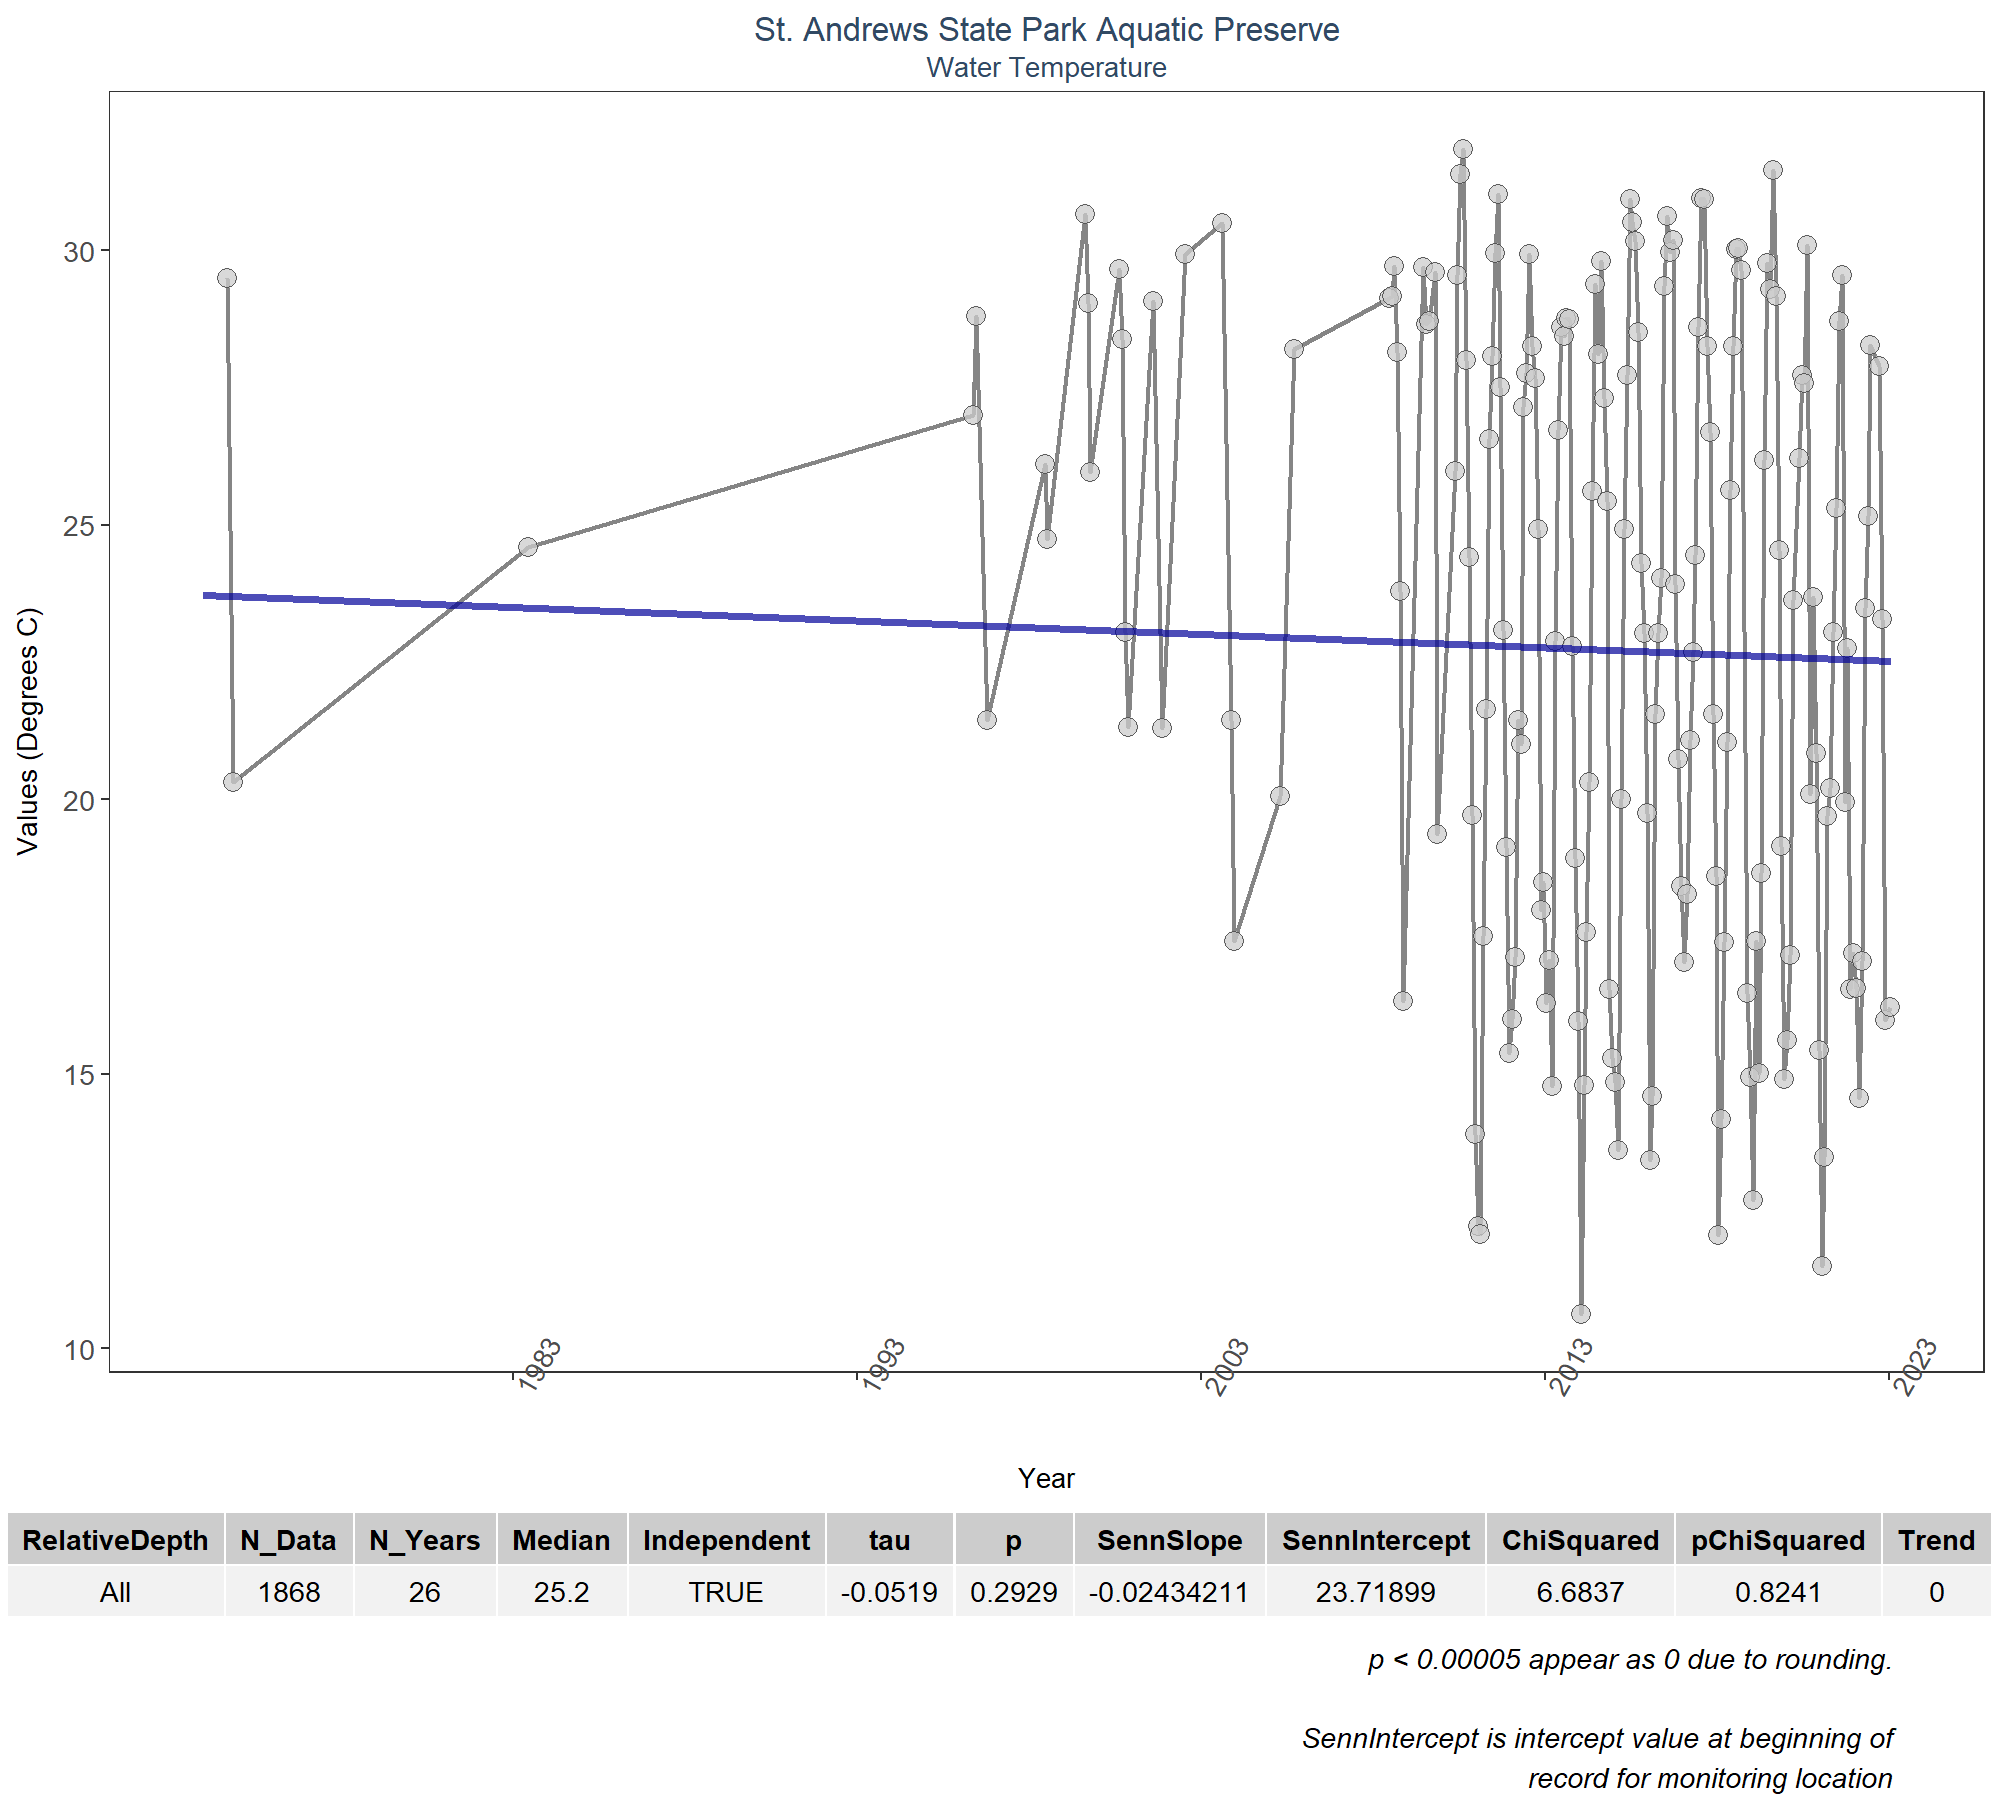 St. Andrews State Park Aquatic Preserve
Water Temperature
Values (Degrees C)
30
25
20
15
10
1983
1993
2003
2013
2023
Year
RelativeDepth N_Data N_Years Median Independent tau p SennSlope SennIntercept ChiSquared pChiSquared Trend
All 1868 26 25.2 TRUE -0.0519 0.2929 -0.02434211 23.71899 6.6837 0.8241 0
p < 0.00005 appear as 0 due to rounding.
SennIntercept is intercept value at beginning of
record for monitoring location